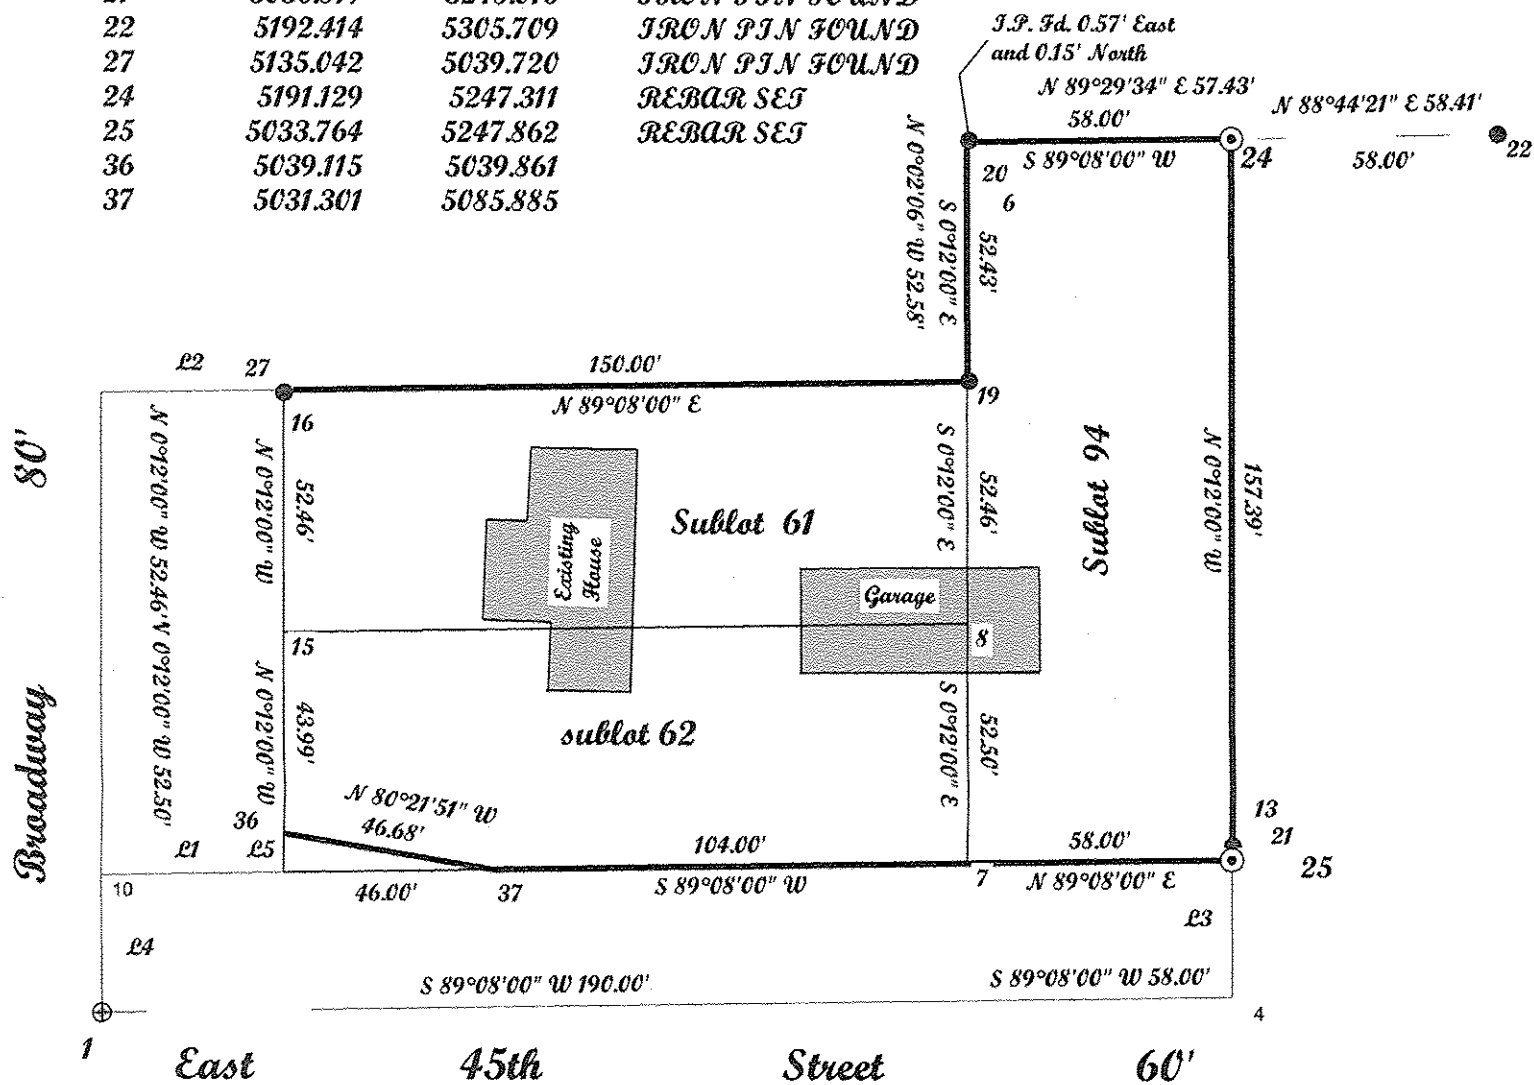 22 5192.414 5305.709 IRON PIN FOUND
27 5135.042 5039.720 IRON PIN FOUND
24 5191.129 5247.311 REBAR SET
25 5033.764 5247.862 REBAR SET
36 5039.115 5039.861
37 5031.301 5085.885
I.P. Fd. 0.57' East
and 0.15' North
N 89°29'34" E 57.43'
58.00'
S 89°08'00" W
N 88°44'21" E 58.41'
58.00'
24
22
20
6
N 0°02'06" W 52.58'
S 0°12'00" E
52.43'
L2
27
150.00'
N 89°08'00" E
16
19
80'
Broadway
N 0°12'00" W 52.46'
N 0°12'00" W 52.50'
N 0°12'00" W
52.46'
Existing
House
Sublot 61
S 0°12'00" E
52.46'
Sublot 94
N 0°12'00" W
157.39'
Garage
8
15
N 0°12'00" W
43.99'
sublot 62
S 0°12'00" E
52.50'
N 80°21'51" W
46.68'
36
L1
L5
104.00'
58.00'
13
21
25
10
46.00'
37
S 89°08'00" W
7
N 89°08'00" E
L3
L4
S 89°08'00" W 190.00'
S 89°08'00" W 58.00'
1
4
East 45th Street 60'